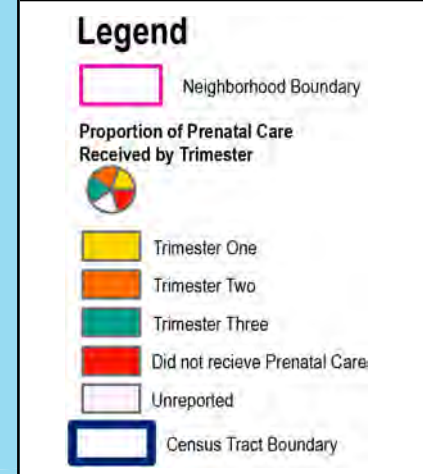 Legend
Neighborhood Boundary
Proportion of Prenatal Care
Received by Trimester
Trimester One
Trimester Two
Trimester Three
Did not recieve Prenatal Care
Unreported
Census Tract Boundary